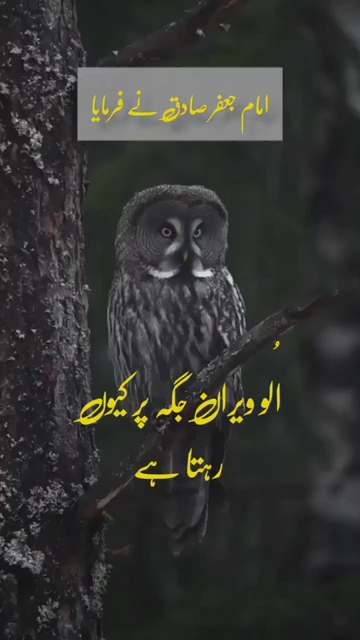 امام جعفر صادق نے فرمایا
اُلو ویران جگہ پر کیوں
رہتا ہے